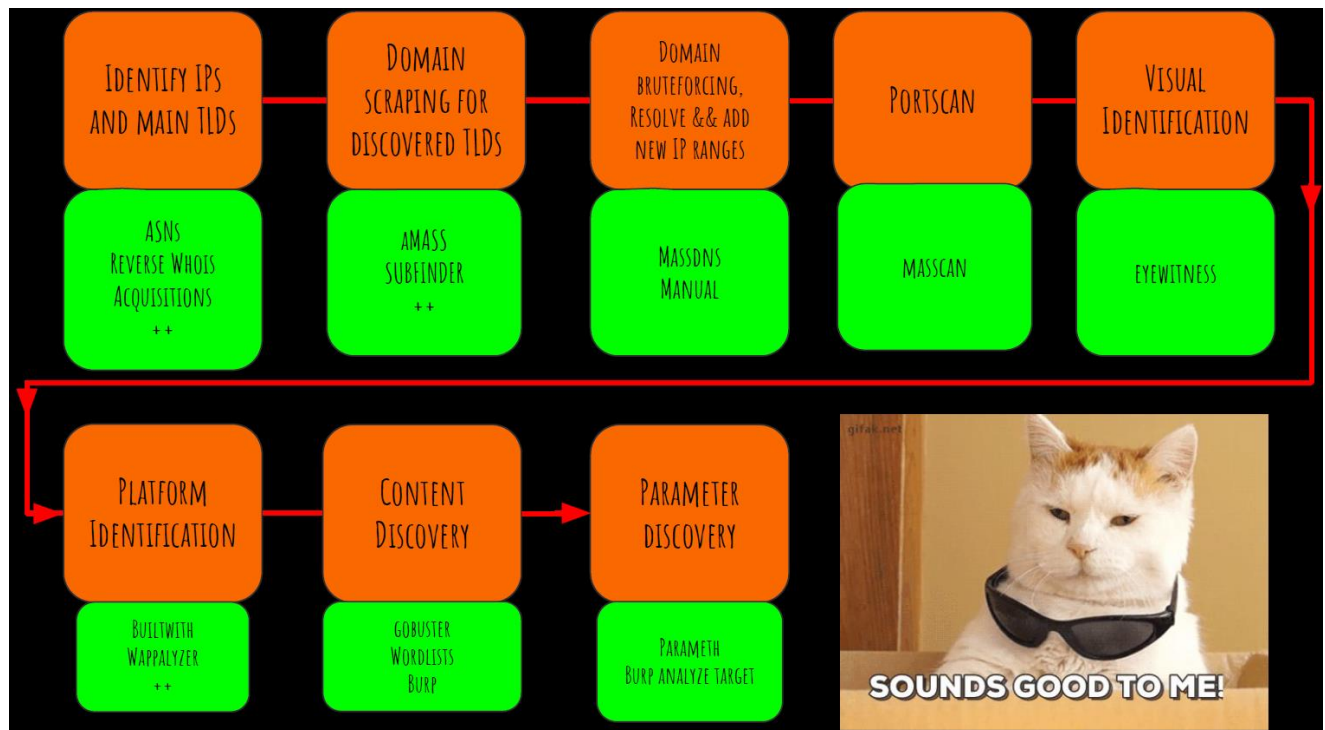 Identify IPs
and main TLDs
ASNs
Reverse Whois
Acquisitions
++
Domain
scraping for
discovered TLDs
aMASS
SUBFINDER
++
Domain
bruteforcing,
Resolve && add
new IP ranges
Massdns
Manual
Portscan
masscan
Visual
Identification
eyewitness
Platform
Identification
Builtwith
Wappalyzer
++
Content
Discovery
gobuster
Wordlists
Burp
Parameter
discovery
Parameth
Burp analyze target
gifak.net
SOUNDS GOOD TO ME!